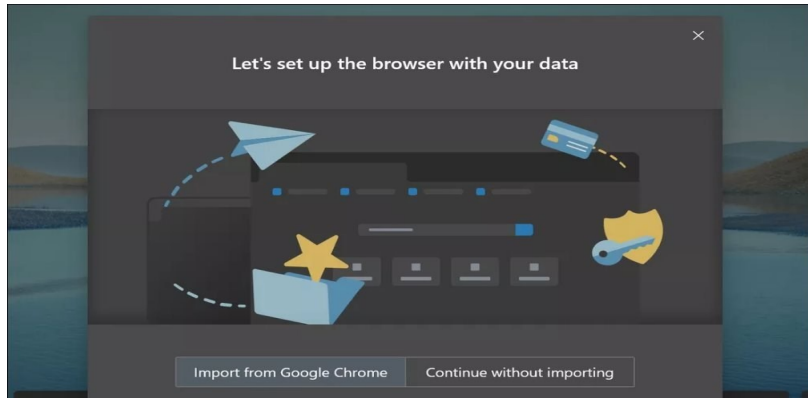 Let's set up the browser with your data
Import from Google Chrome
Continue without importing